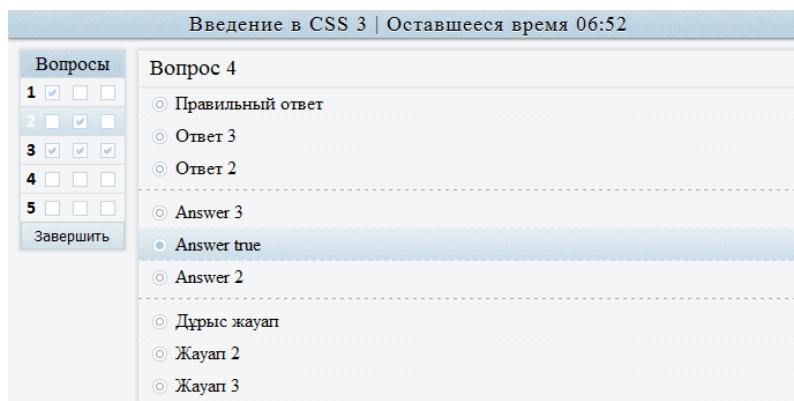 Введение в CSS 3 | Оставшееся время 06:52
Вопросы
1
2
3
4
5
Завершить
Вопрос 4
Правильный ответ
Ответ 3
Ответ 2
Answer 3
Answer true
Answer 2
Дұрыс жауап
Жауап 2
Жауап 3